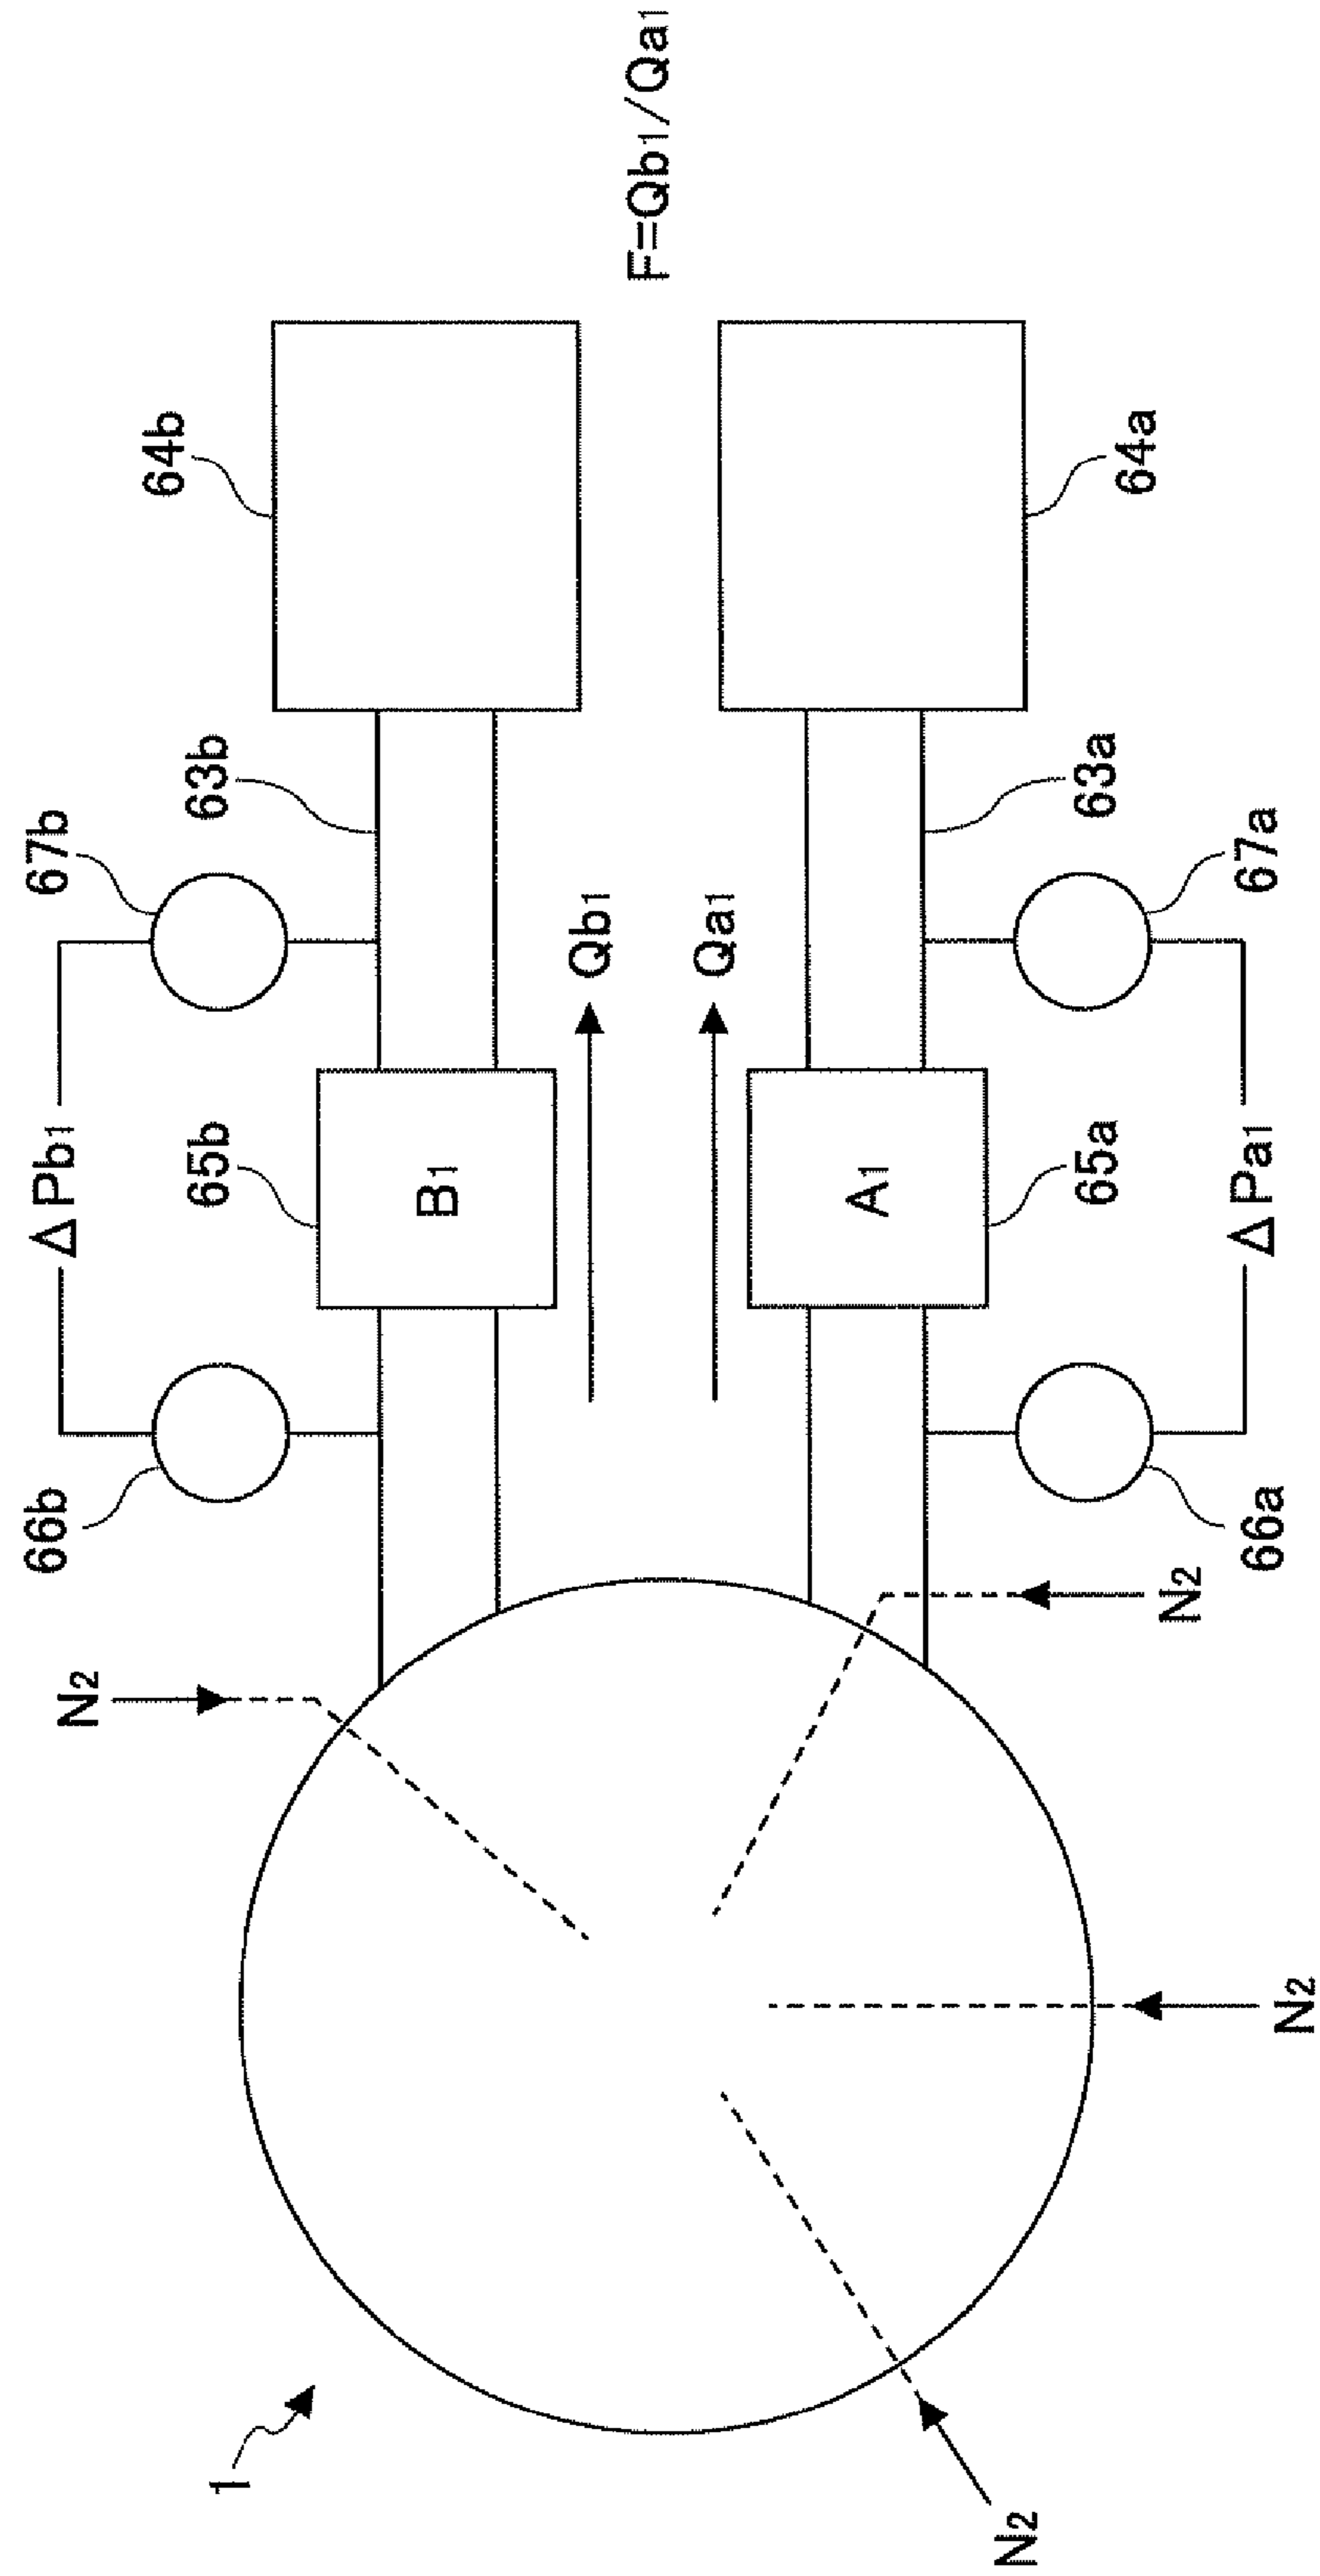 66b
ΔPb1
67b
N2
65b
63b
64b
1
B1
Qb1
F=Qb1/Qa1
Qa1
A1
65a
63a
64a
N2
66a
ΔPa1
67a
N2
N2